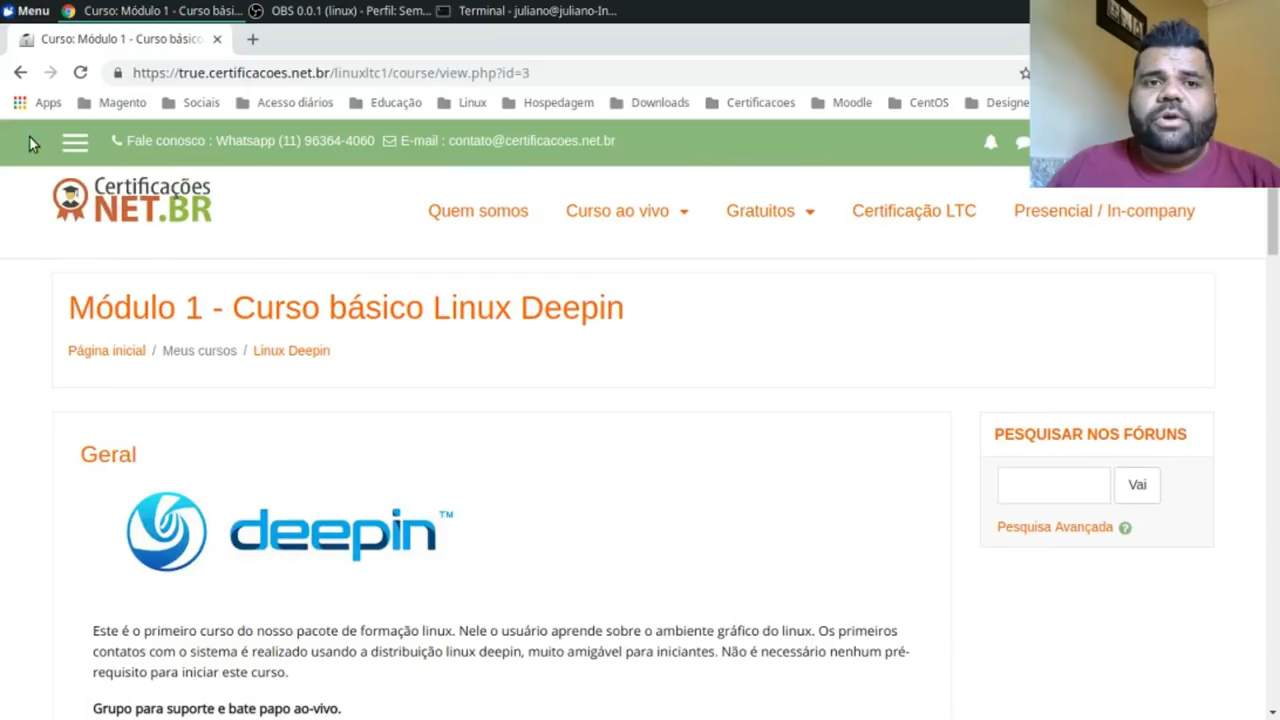 Menu
Curso: Módulo 1 - Curso bási...
OBS 0.0.1 (linux) - Perfil: Sem...
Terminal - juliano@juliano-In...
Curso: Módulo 1 - Curso básico
https://true.certificacoes.net.br/linuxltc1/course/view.php?id=3
Apps
Magento
Sociais
Acesso diários
Educação
Linux
Hospedagem
Downloads
Certificacoes
Moodle
CentOS
Designe
Fale conosco : Whatsapp (11) 96364-4060
E-mail : contato@certificacoes.net.br
Certificações
NET.BR
Quem somos
Curso ao vivo
Gratuitos
Certificação LTC
Presencial / In-company
Módulo 1 - Curso básico Linux Deepin
Página inicial / Meus cursos / Linux Deepin
Geral
deepin™
Este é o primeiro curso do nosso pacote de formação linux. Nele o usuário aprende sobre o ambiente gráfico do linux. Os primeiros
contatos com o sistema é realizado usando a distribuição linux deepin, muito amigável para iniciantes. Não é necessário nenhum pré-
requisito para iniciar este curso.
Grupo para suporte e bate papo ao-vivo.
PESQUISAR NOS FÓRUNS
Vai
Pesquisa Avançada